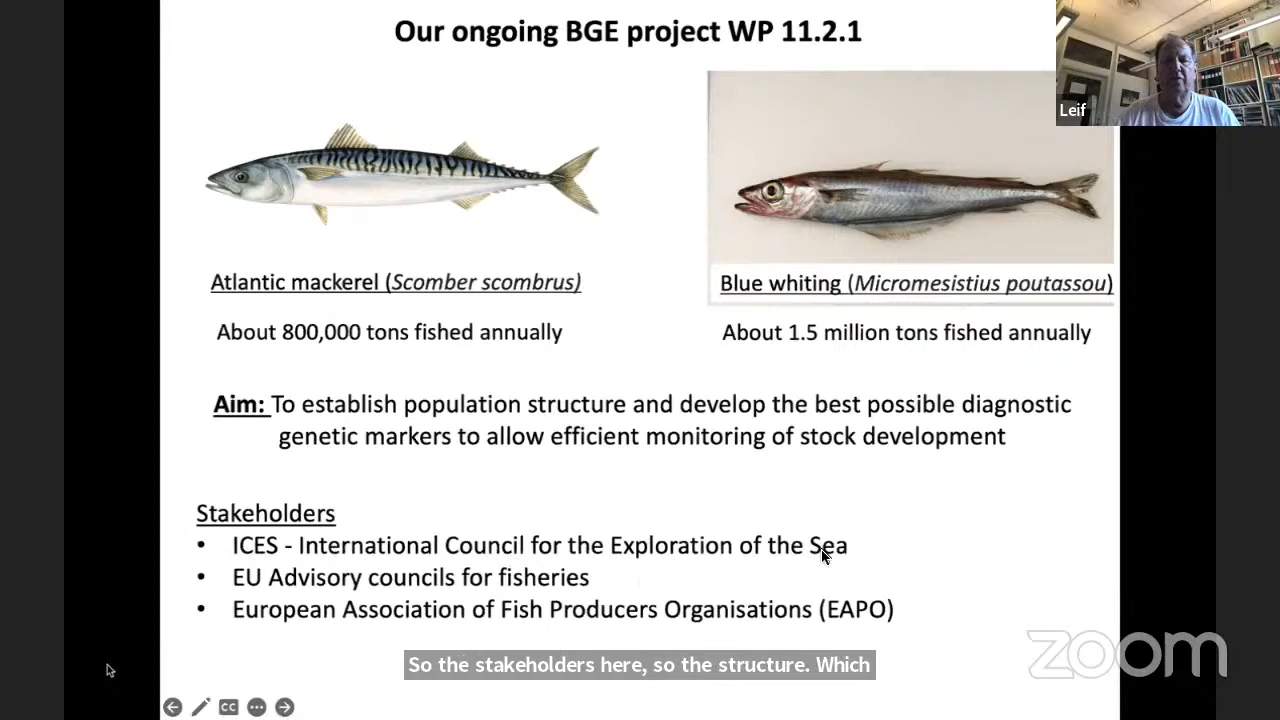 Our ongoing BGE project WP 11.2.1
Leif
Atlantic mackerel (Scomber scombrus)
Blue whiting (Micromesistius poutassou)
About 800,000 tons fished annually
About 1.5 million tons fished annually
Aim: To establish population structure and develop the best possible diagnostic
genetic markers to allow efficient monitoring of stock development
Stakeholders
• ICES - International Council for the Exploration of the Sea
• EU Advisory councils for fisheries
• European Association of Fish Producers Organisations (EAPO)
So the stakeholders here, so the structure. Which
zoom
CC